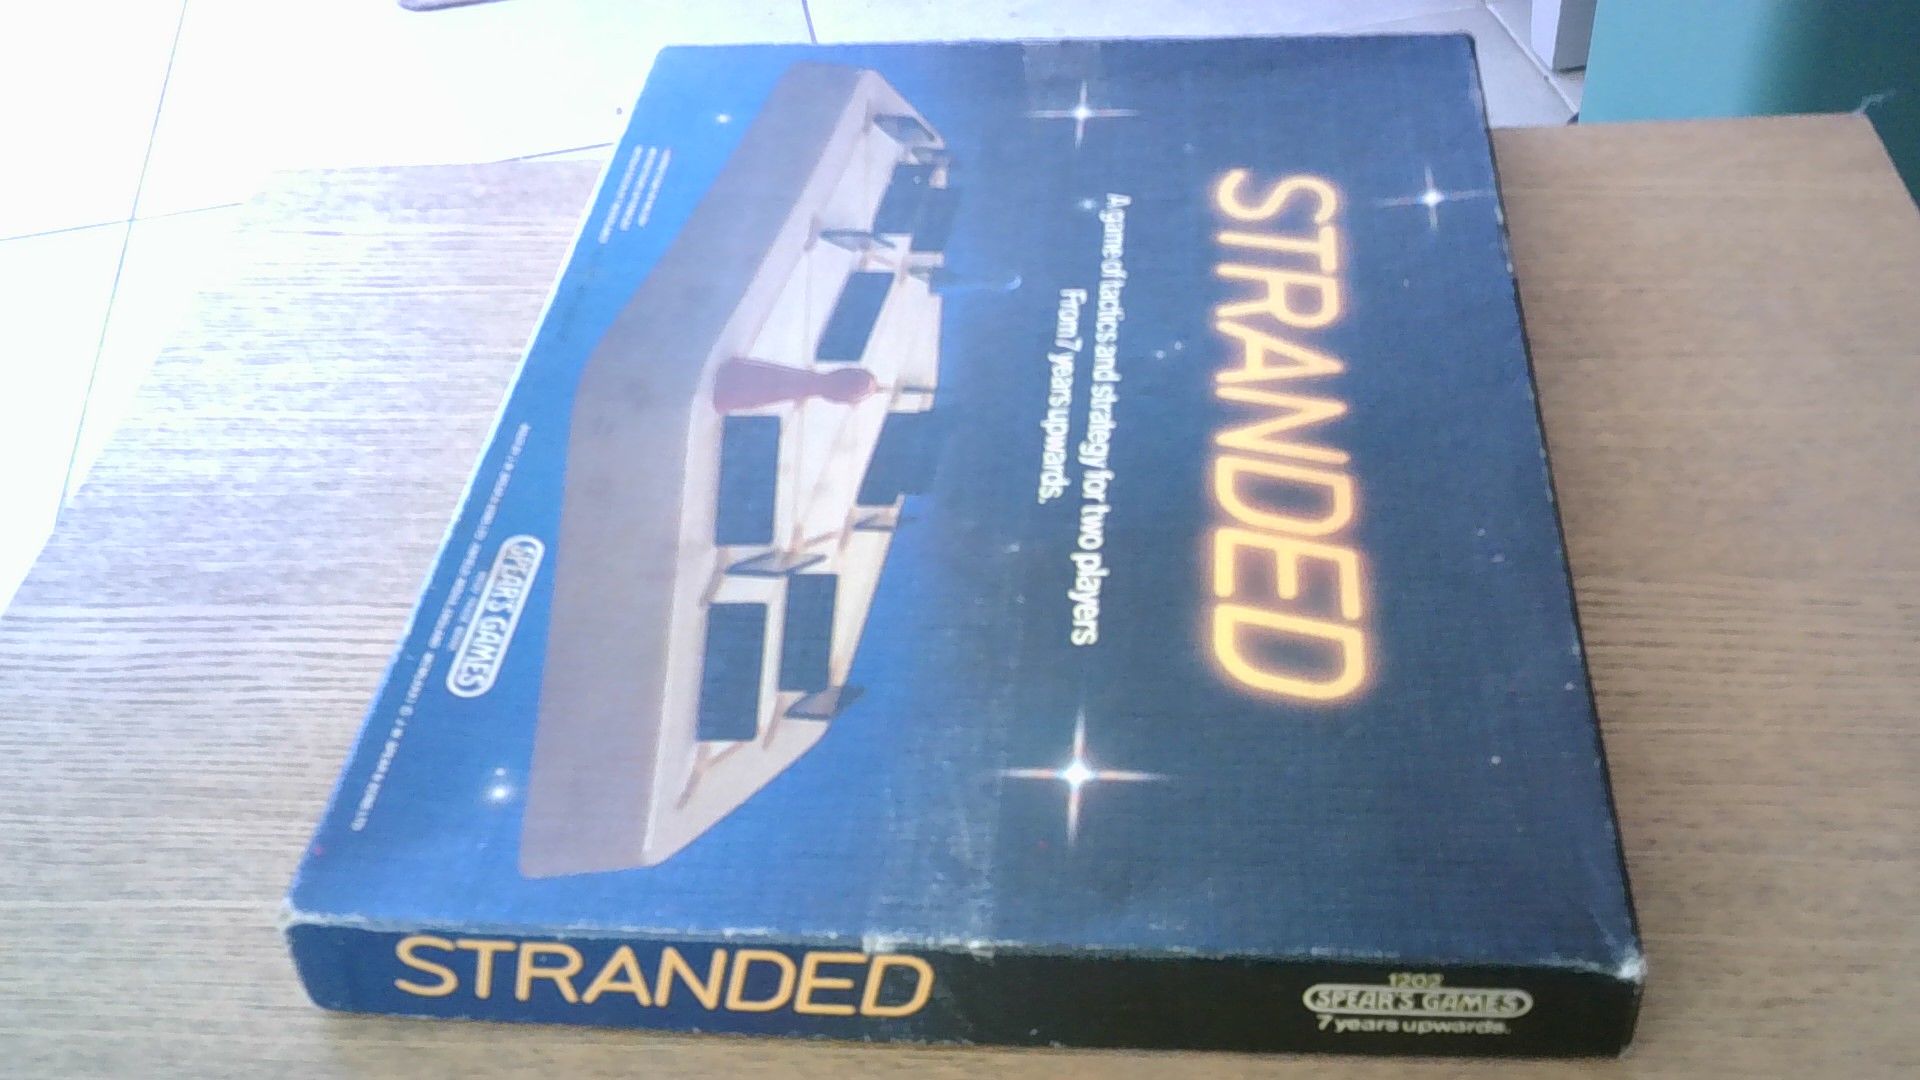 STRANDED
A game of tactics and strategy for two players
From 7 years upwards.
SPEAR'S GAMES
STRANDED
1202
SPEAR'S GAMES
7 years upwards.